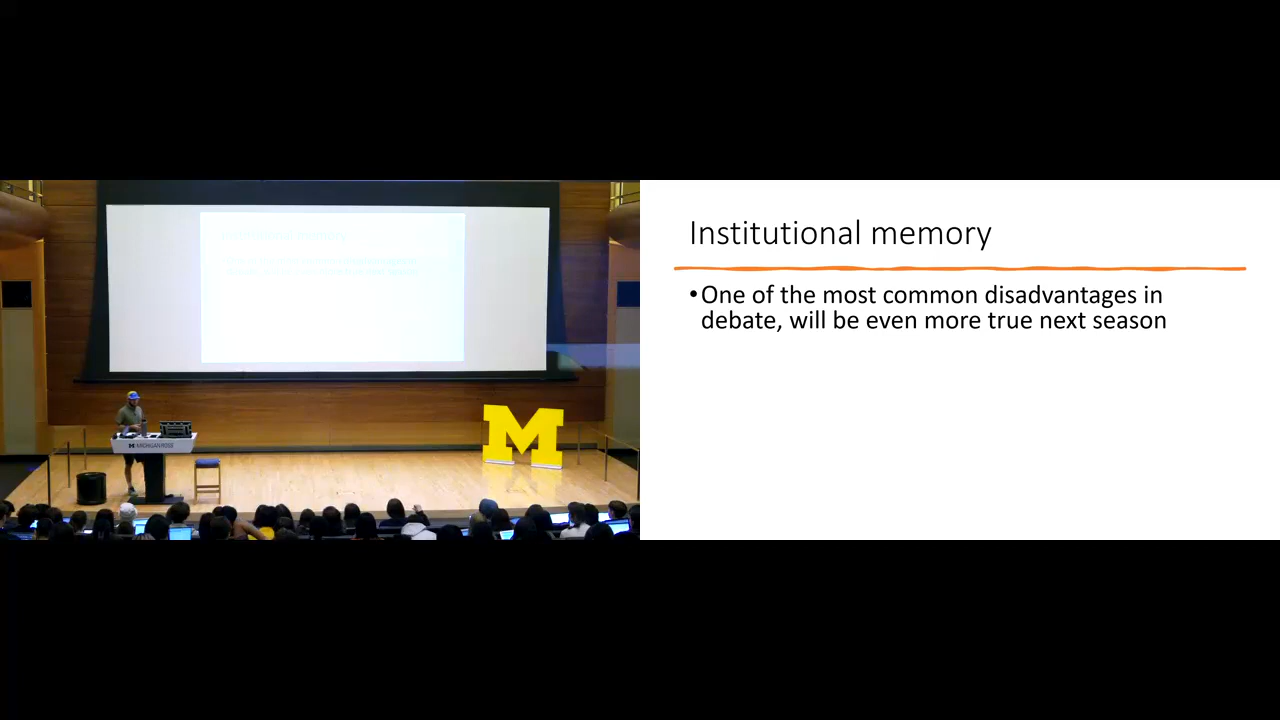 Institutional memory
•One of the most common disadvantages in
debate, will be even more true next season
M